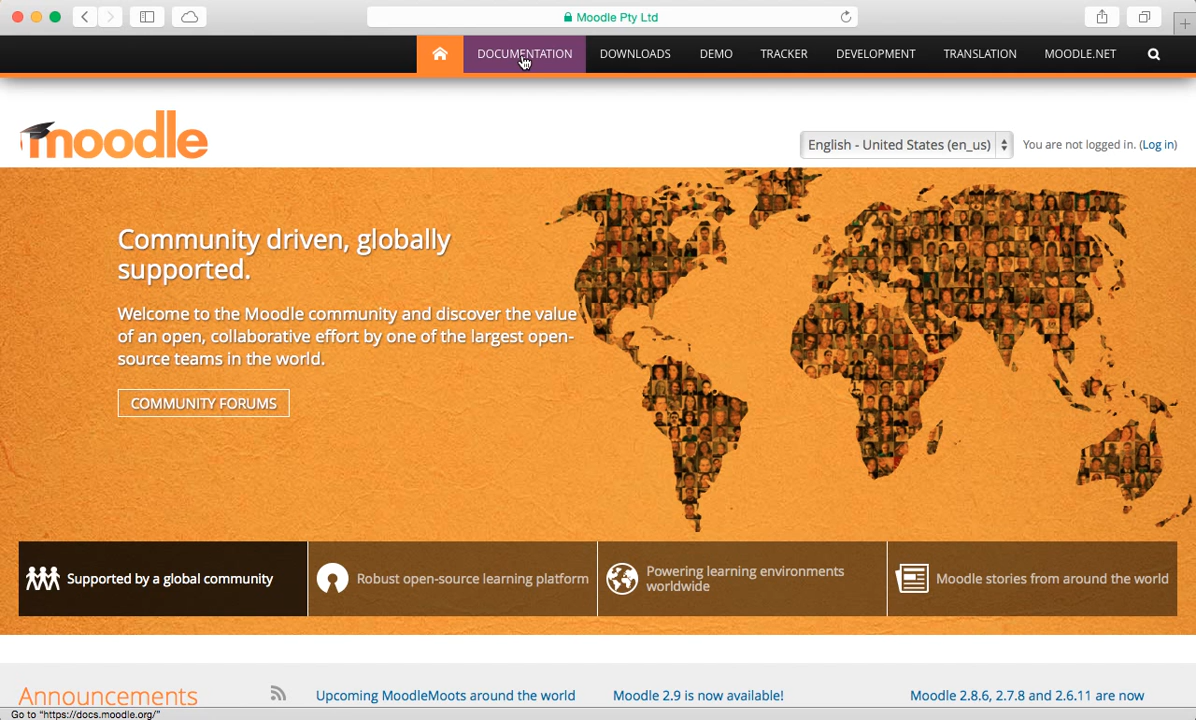 Moodle Pty Ltd
DOCUMENTATION DOWNLOADS DEMO TRACKER DEVELOPMENT TRANSLATION MOODLE.NET
moodle
English - United States (en_us) You are not logged in. (Log in)
Community driven, globally
supported.
Welcome to the Moodle community and discover the value
of an open, collaborative effort by one of the largest open-
source teams in the world.
COMMUNITY FORUMS
Supported by a global community
Robust open-source learning platform
Powering learning environments
worldwide
Moodle stories from around the world
Announcements
Upcoming MoodleMoots around the world
Moodle 2.9 is now available!
Moodle 2.8.6, 2.7.8 and 2.6.11 are now
Go to "https://docs.moodle.org/"